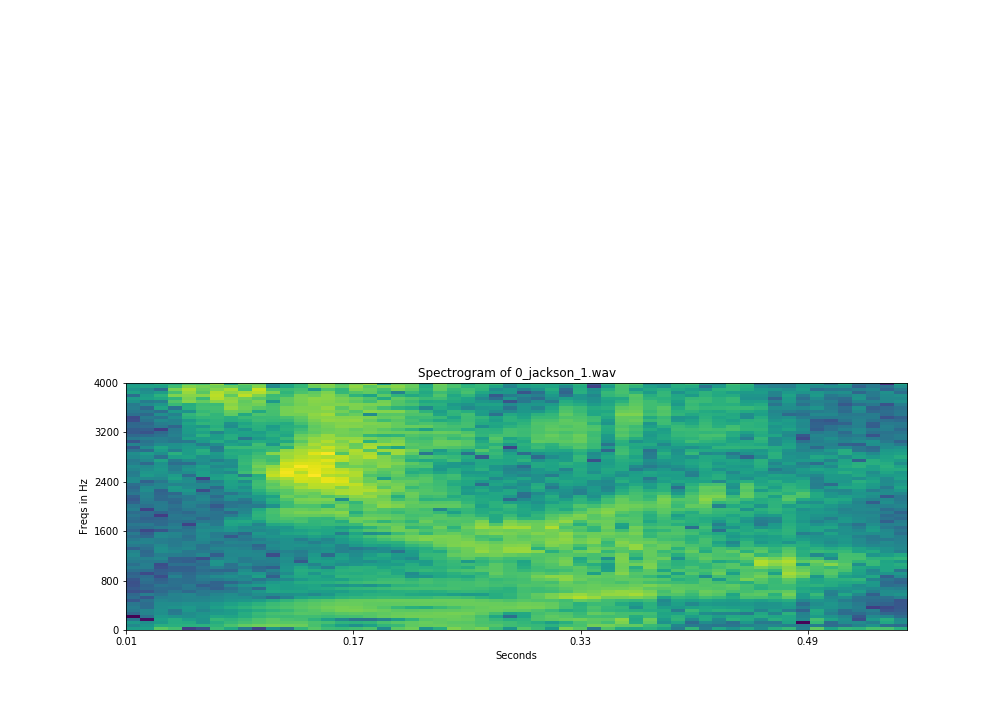 Spectrogram of 0_jackson_1.wav
4000
3200
2400
1600
800
0
Freqs in Hz
0.01 0.17 0.33 0.49
Seconds